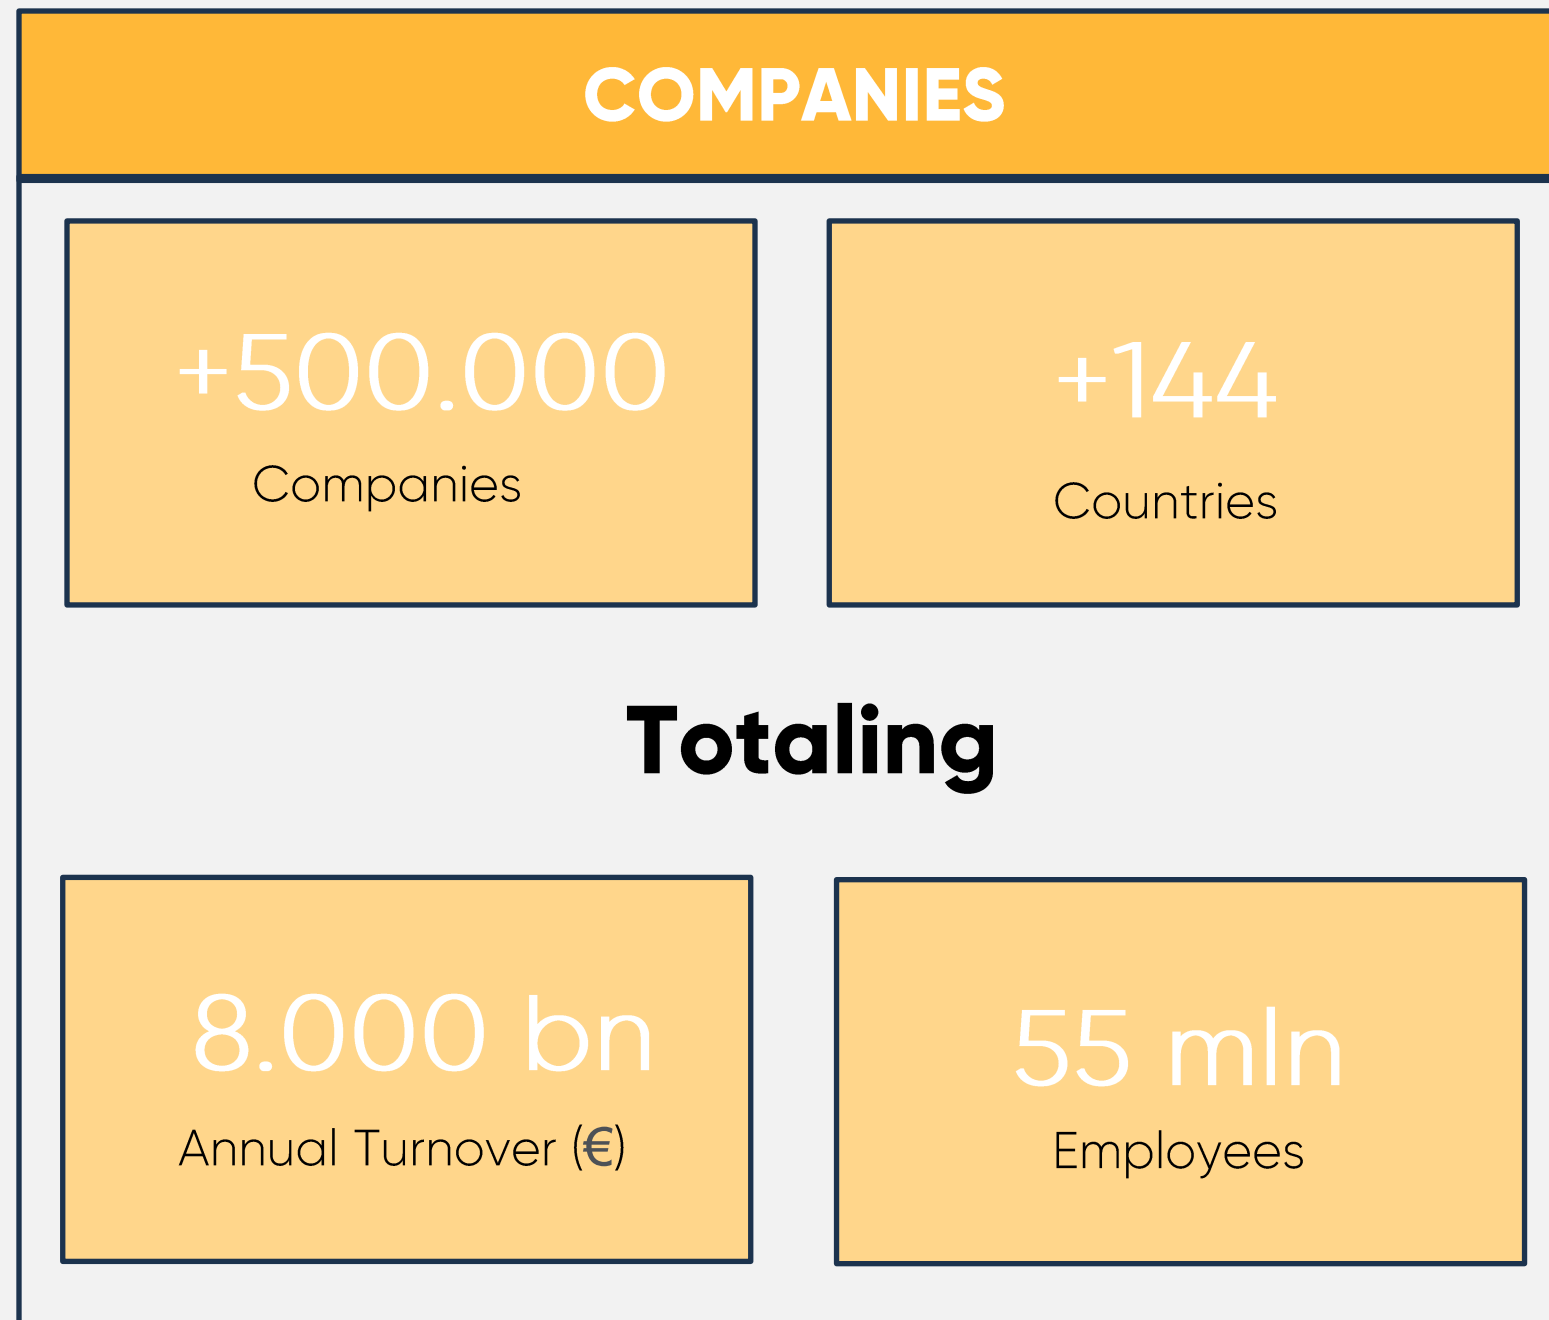 COMPANIES
+500.000
Companies
+144
Countries
Totaling
8.000 bn
Annual Turnover (€)
55 mln
Employees